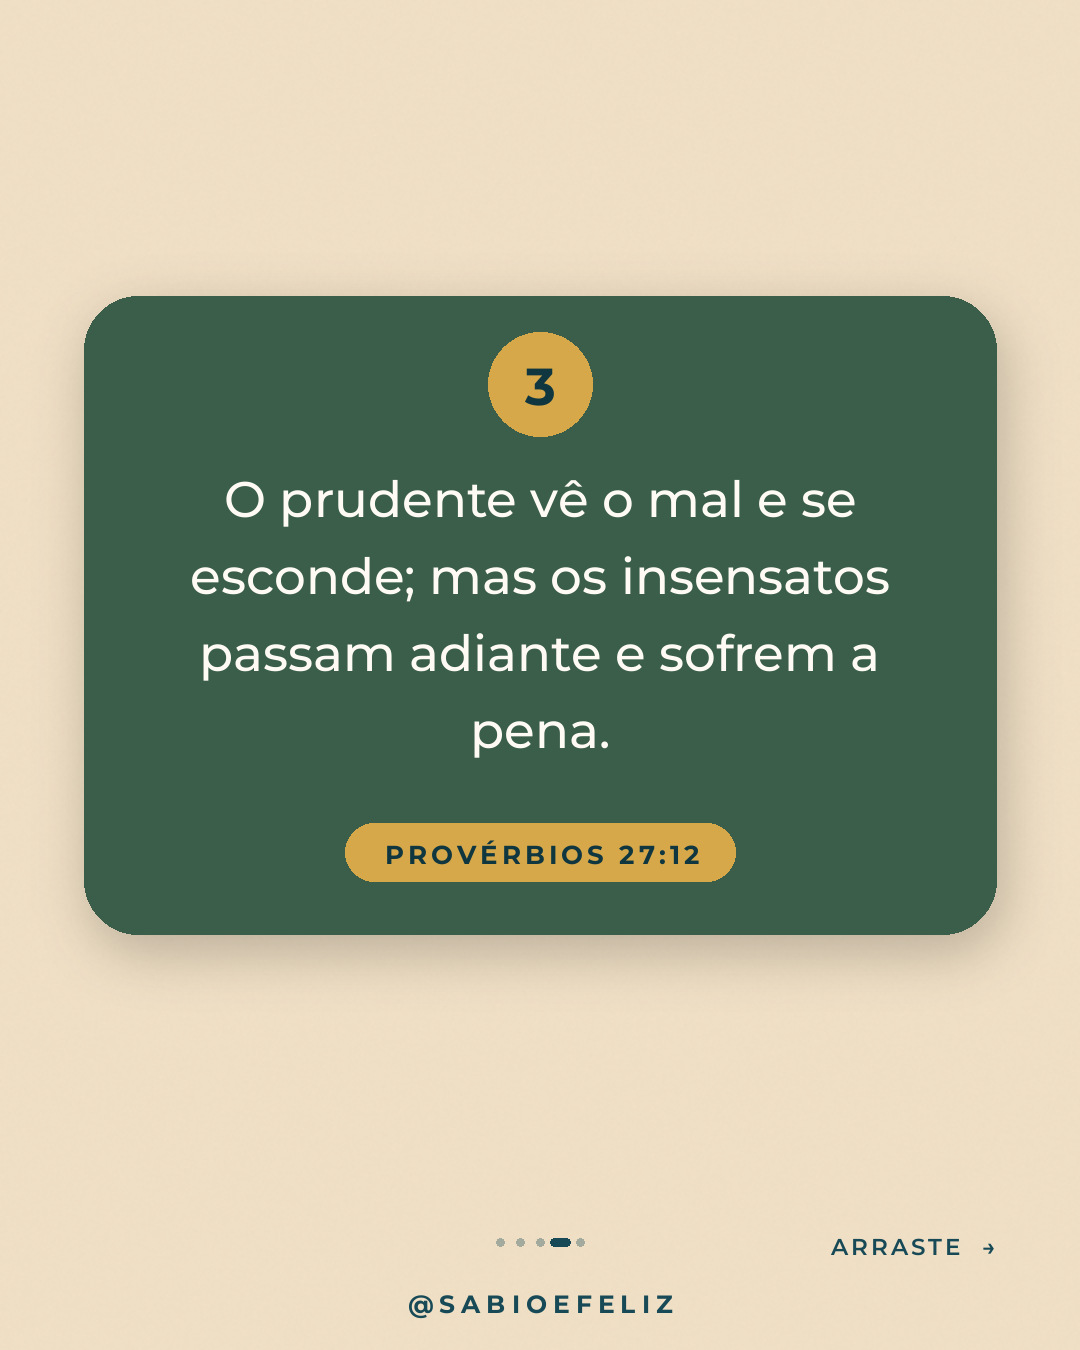 3
O prudente vê o mal e se
esconde; mas os insensatos
passam adiante e sofrem a
pena.
PROVÉRBIOS 27:12
ARRASTE →
@SABIOEFELIZ